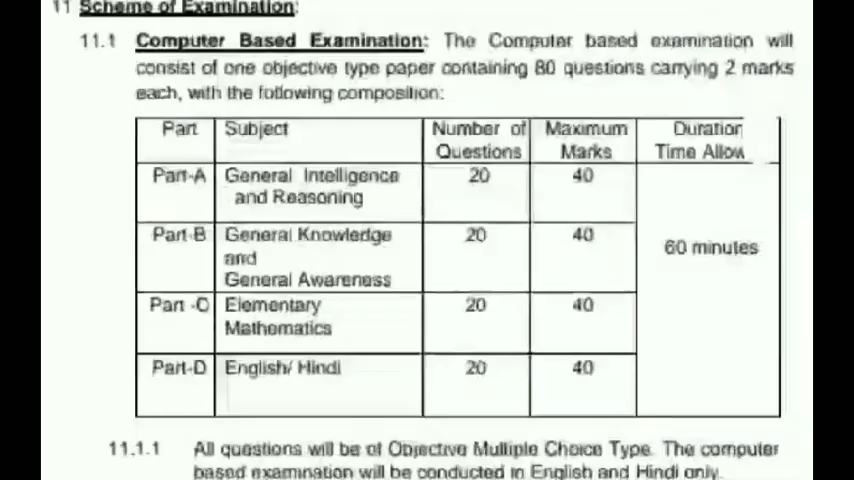 11 Scheme of Examination:
11.1 Computer Based Examination: The Computer based examination will
consist of one objective type paper containing 80 questions carrying 2 marks
each, with the following composition:
Part Subject Number of Questions Maximum Marks Duration Time Allow
Part-A General Intelligence and Reasoning 20 40 60 minutes
Part-B General Knowledge and General Awareness 20 40
Part -C Elementary Mathematics 20 40
Part-D English/ Hindi 20 40
11.1.1 All questions will be of Objective Multiple Choice Type. The computer
based examination will be conducted in English and Hindi only.